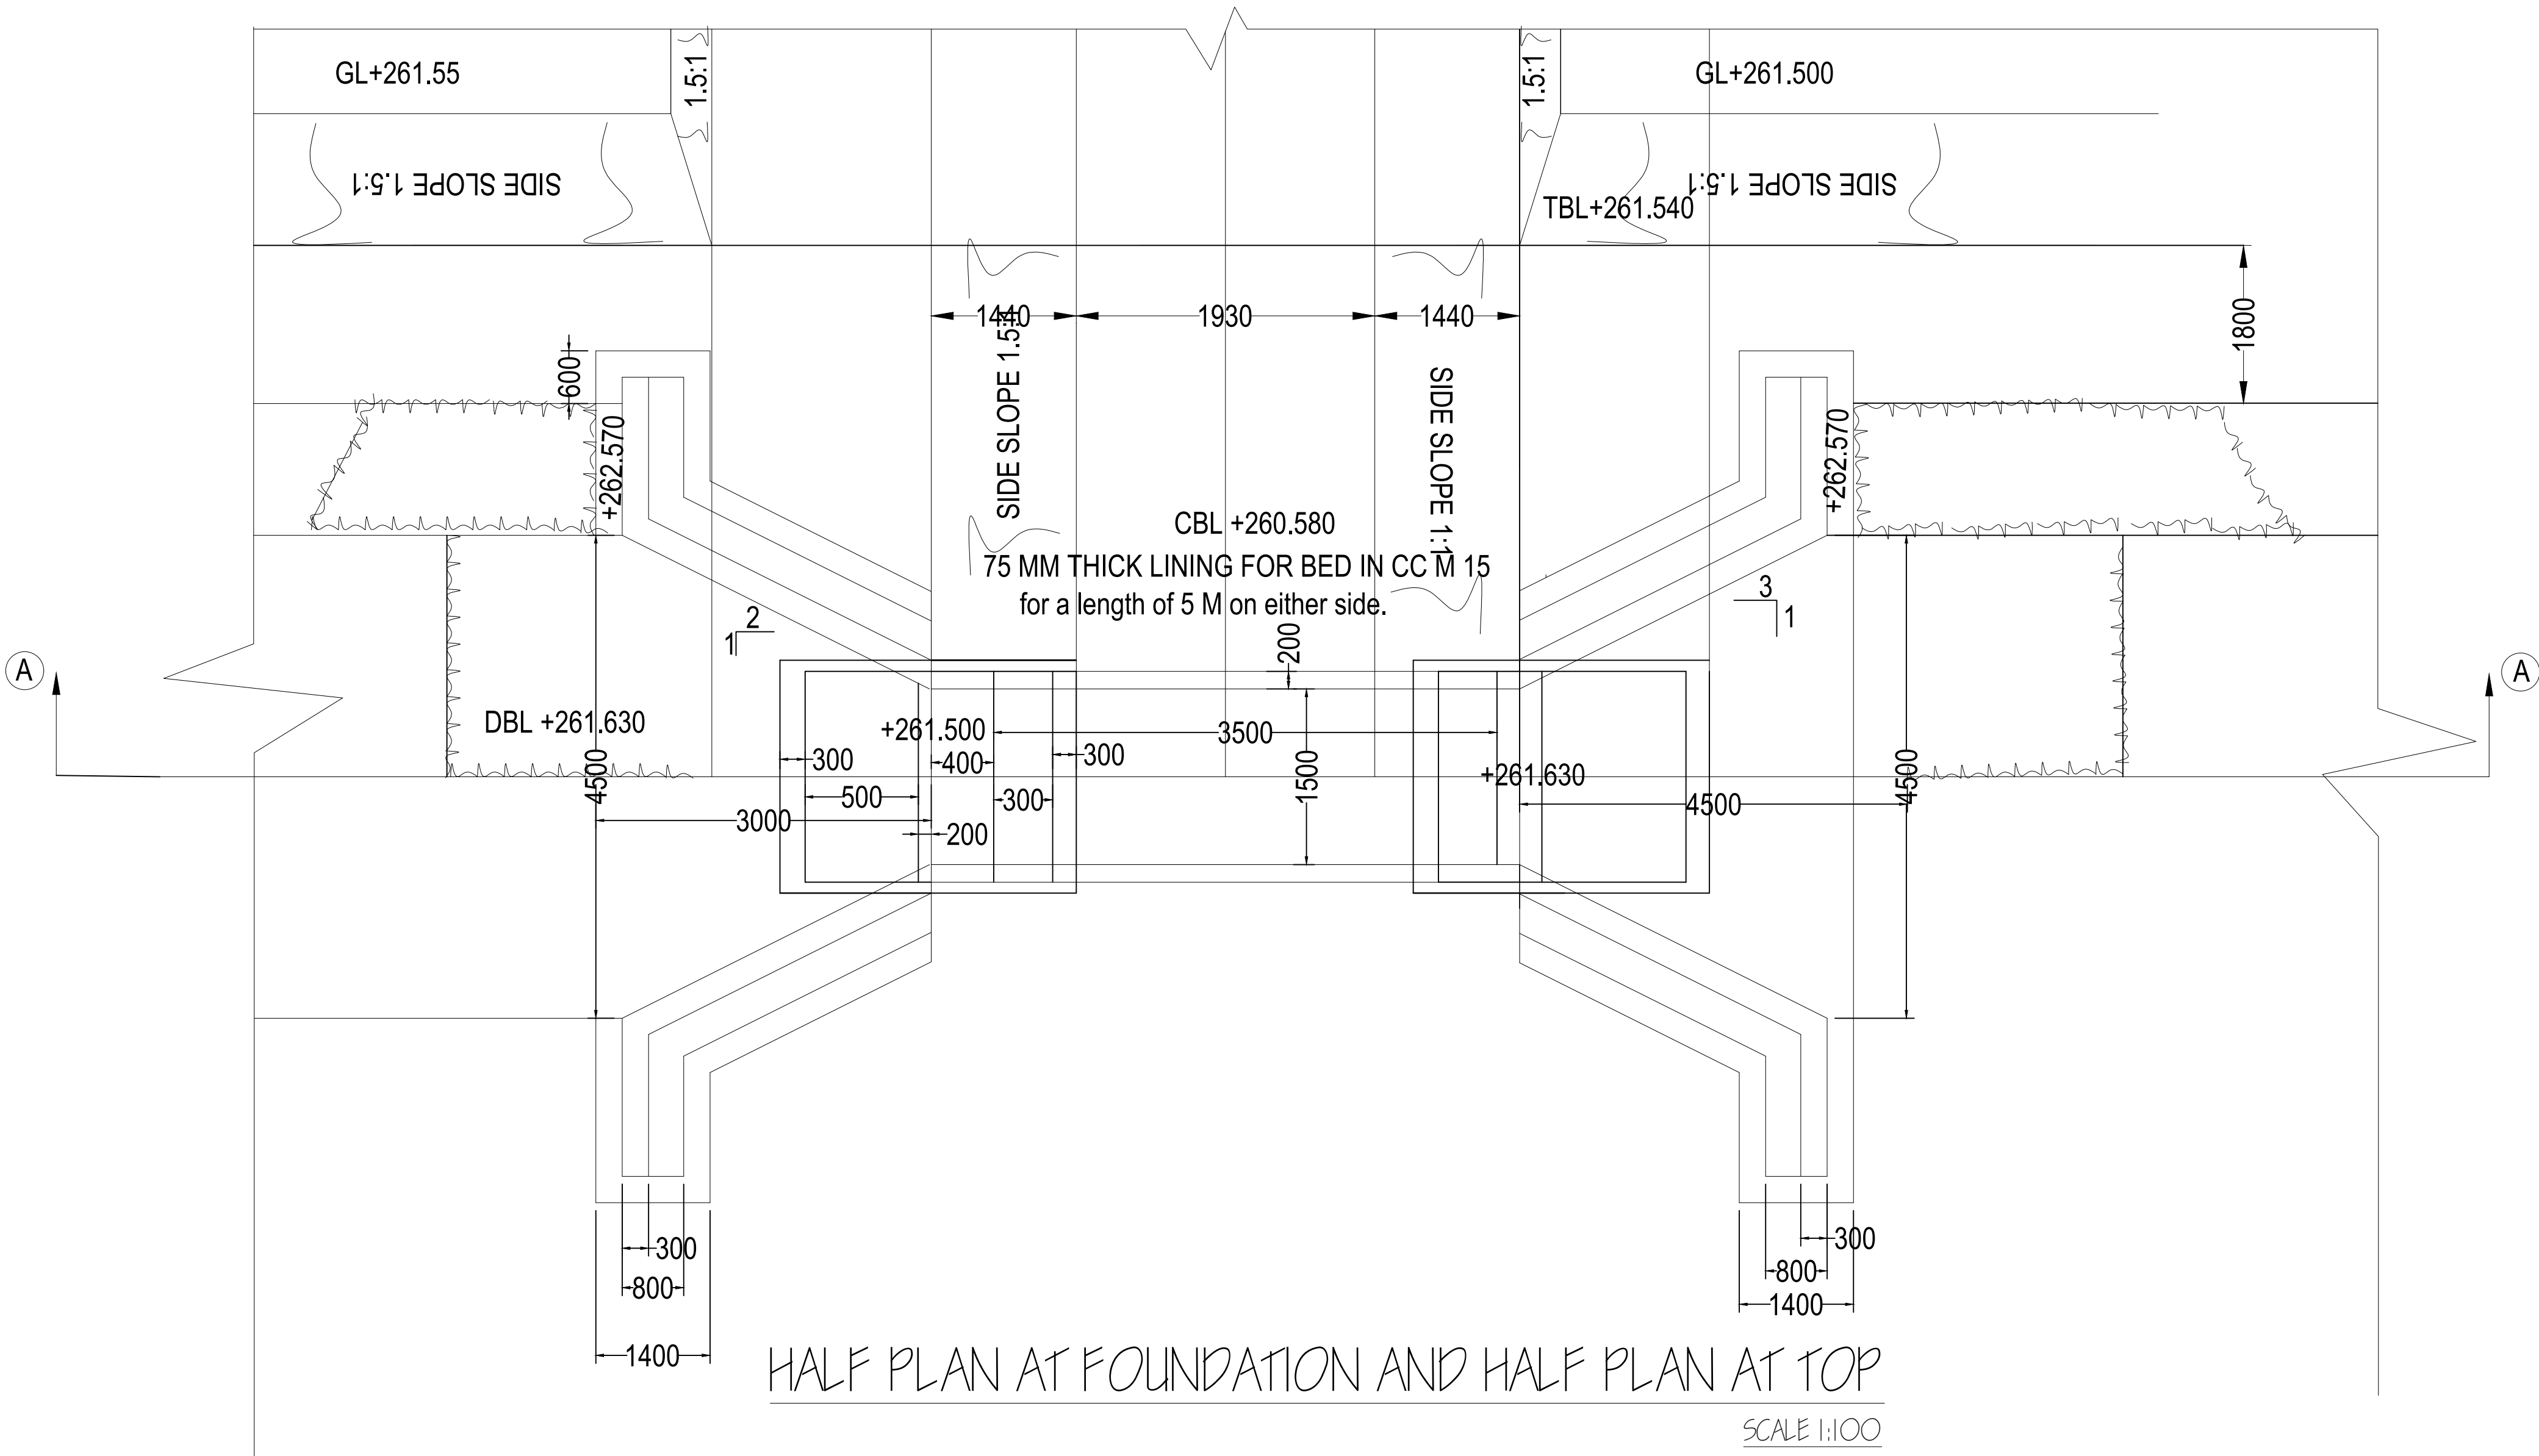 GL+261.55
1.5:1
1.5:1
GL+261.500
SIDE SLOPE 1.5:1
SIDE SLOPE 1.5:1
TBL+261.540
1440
1930
1440
1800
600
SIDE SLOPE 1.5:1
SIDE SLOPE 1:1
+262.570
+262.570
CBL +260.580
75 MM THICK LINING FOR BED IN CC M 15
for a length of 5 M on either side.
2
1
3
1
200
A
A
DBL +261.630
+261.500
3500
300
400
300
+261.630
4500
500
300
1500
4500
3000
4500
200
300
300
800
800
1400
1400
HALF PLAN AT FOUNDATION AND HALF PLAN AT TOP
SCALE 1:100